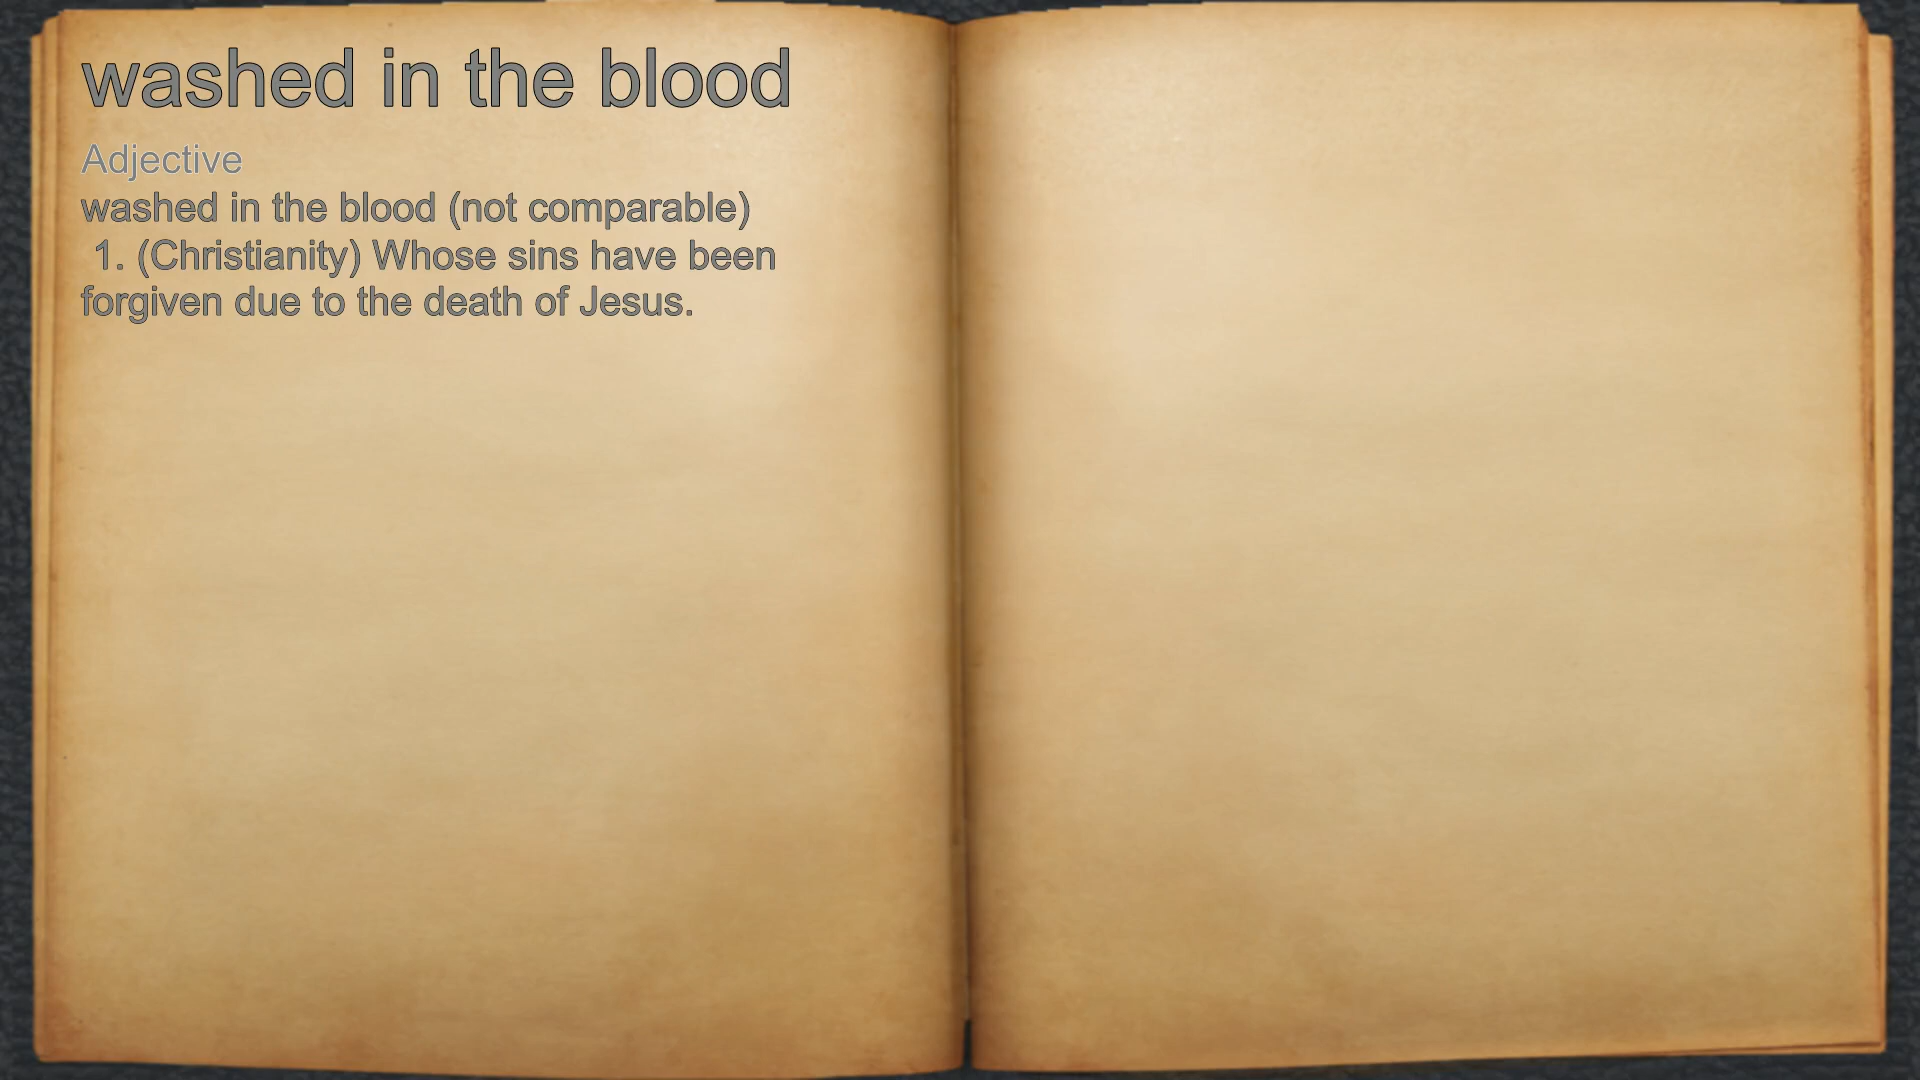 washed in the blood
Adjective
washed in the blood (not comparable)
1. (Christianity) Whose sins have been
forgiven due to the death of Jesus.